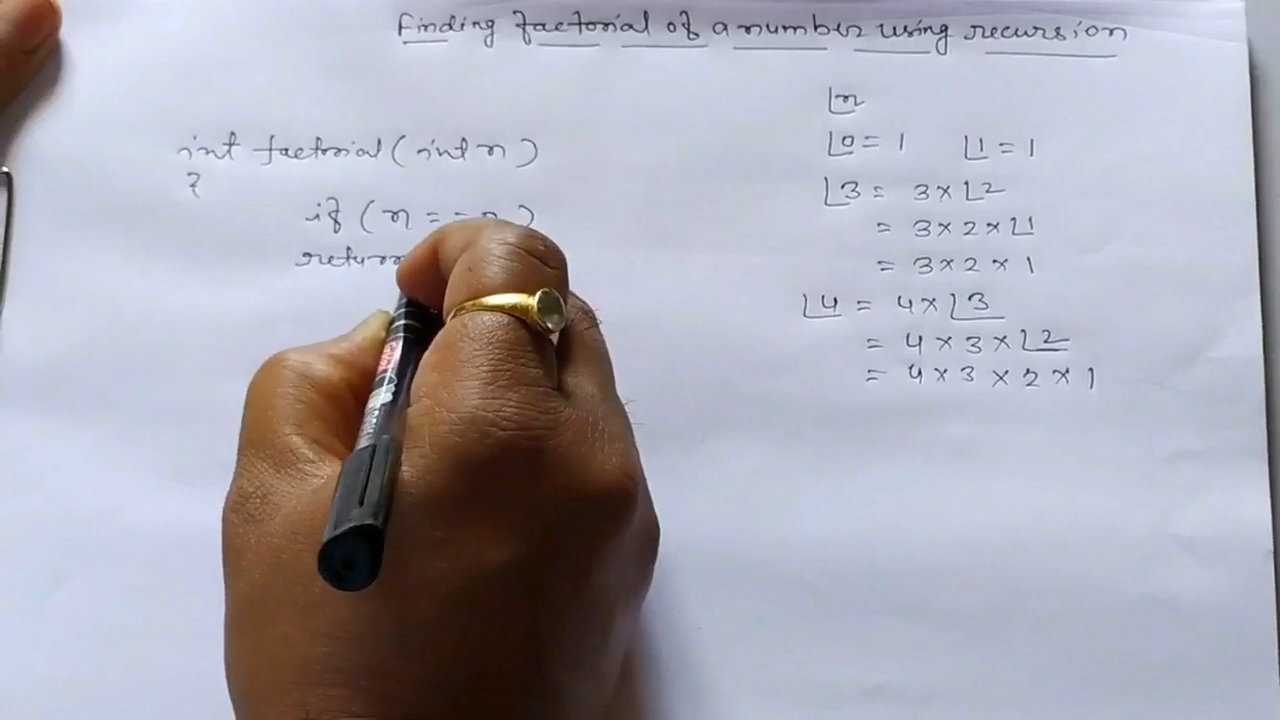 Finding factorial of a number using recursion
int factorial (int n)
{
if (n = =
return
|n
|0 = 1    |1 = 1
|3 = 3 × |2
= 3 × 2 × |1
= 3 × 2 × 1
|4 = 4 × |3
= 4 × 3 × |2
= 4 × 3 × 2 × 1